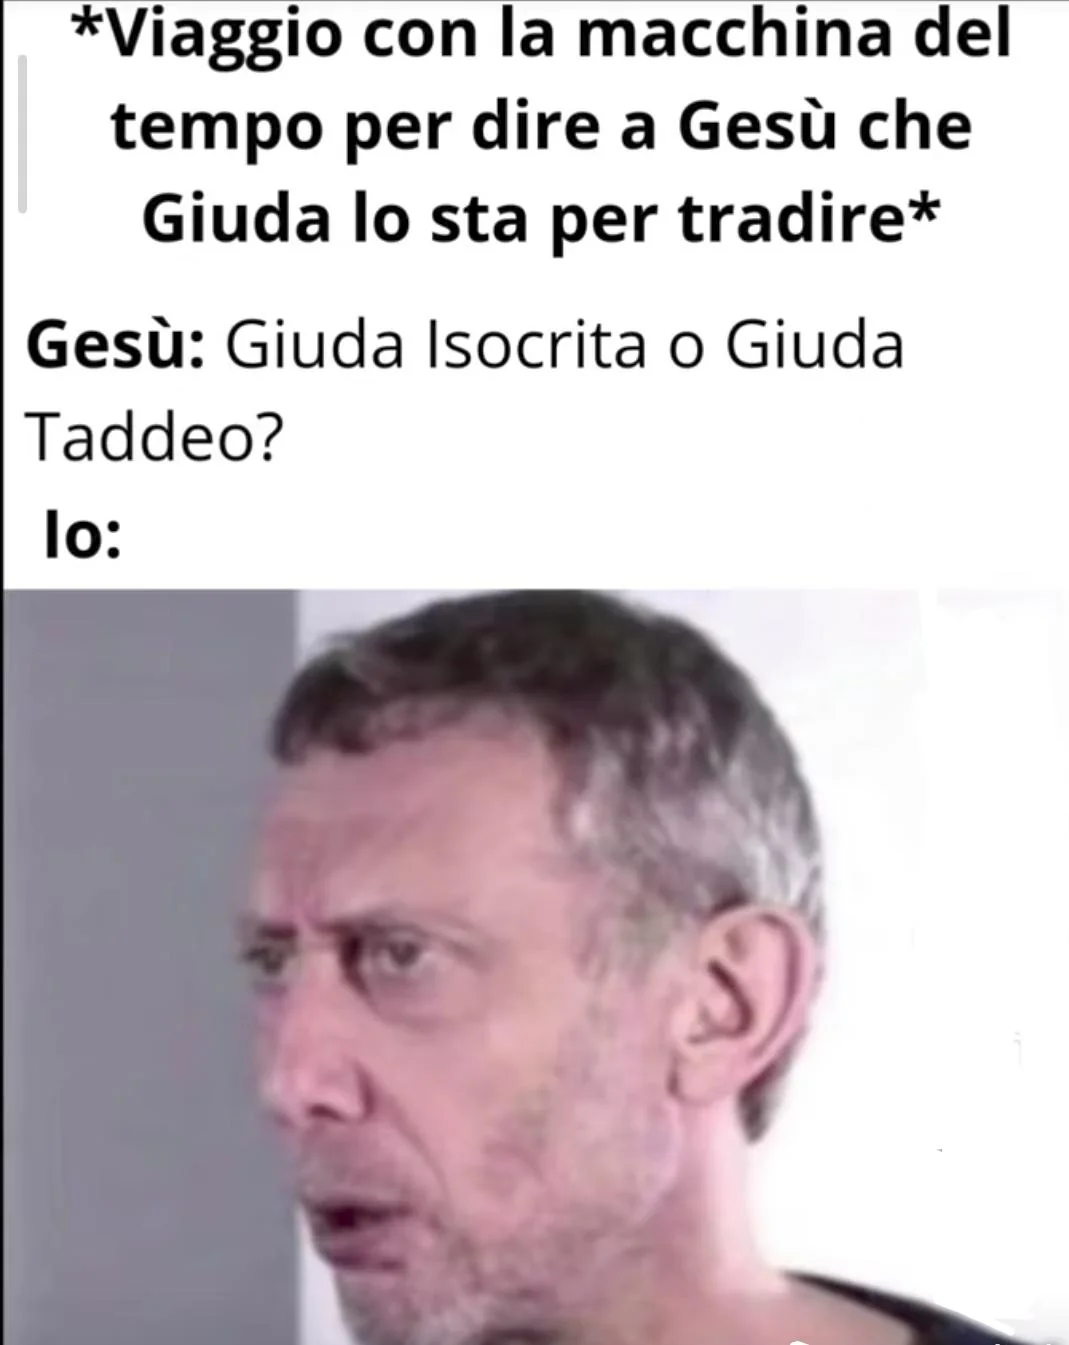 *Viaggio con la macchina del
tempo per dire a Gesù che
Giuda lo sta per tradire*
Gesù: Giuda Isocrita o Giuda
Taddeo?
Io: